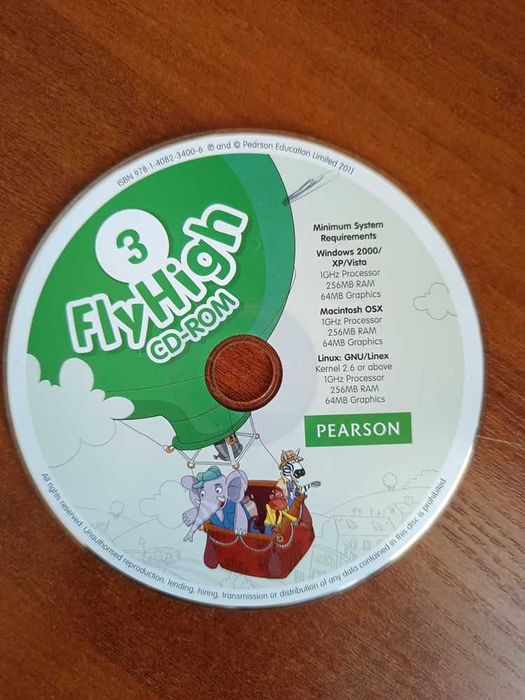 ISBN 978-1-4082-3400-6 ℗ and © Pearson Education Limited 2011
3
FlyHigh
CD-ROM
Minimum System
Requirements
Windows 2000/
XP/Vista
1GHz Processor
256MB RAM
64MB Graphics
Macintosh OSX
1GHz Processor
256MB RAM
64MB Graphics
Linux: GNU/Linex
Kernel 2.6 or above
1GHz Processor
256MB RAM
64MB Graphics
PEARSON
All rights reserved. Unauthorised reproduction, lending, hiring, transmission or distribution of any data contained in this disc is prohibited.